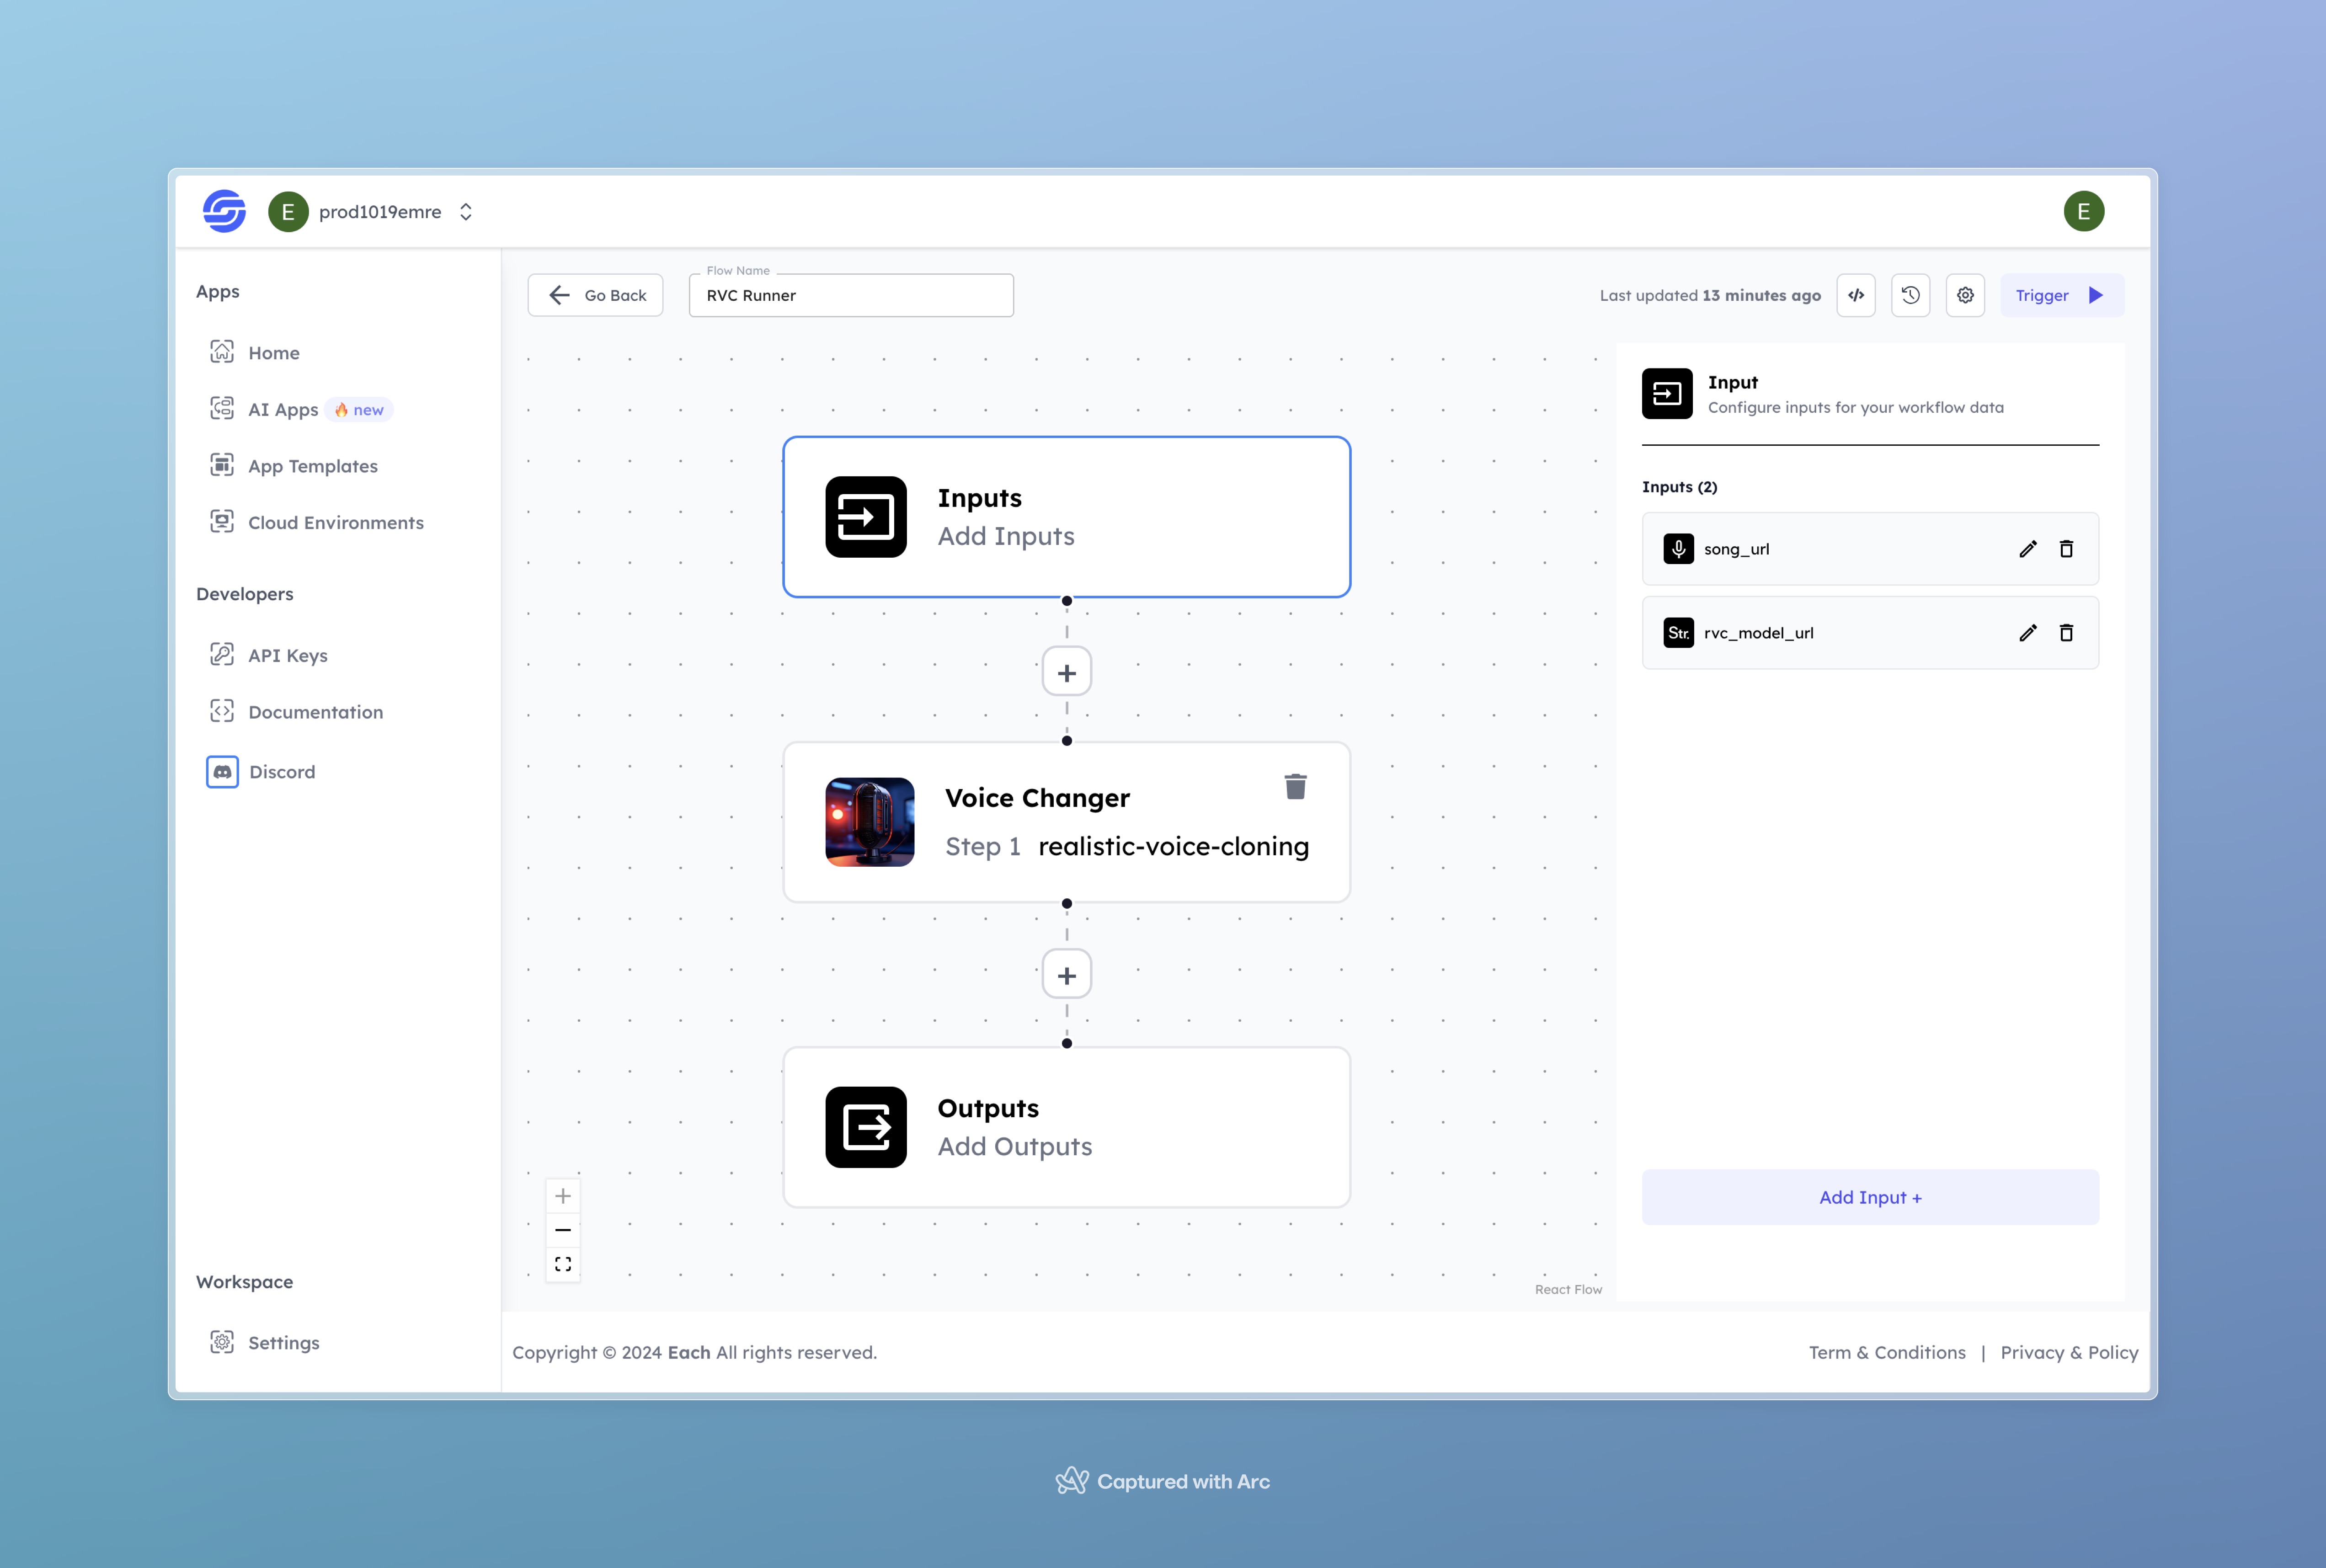 E prod1019emre
E
Apps
Home
AI Apps 🔥 new
App Templates
Cloud Environments
Developers
API Keys
Documentation
Discord
Workspace
Settings
Go Back
Flow Name
RVC Runner
Last updated 13 minutes ago
Trigger
Inputs
Add Inputs
Voice Changer
Step 1 realistic-voice-cloning
Outputs
Add Outputs
React Flow
Input
Configure inputs for your workflow data
Inputs (2)
song_url
Str. rvc_model_url
Add Input +
Copyright © 2024 Each All rights reserved.
Term & Conditions | Privacy & Policy
Captured with Arc